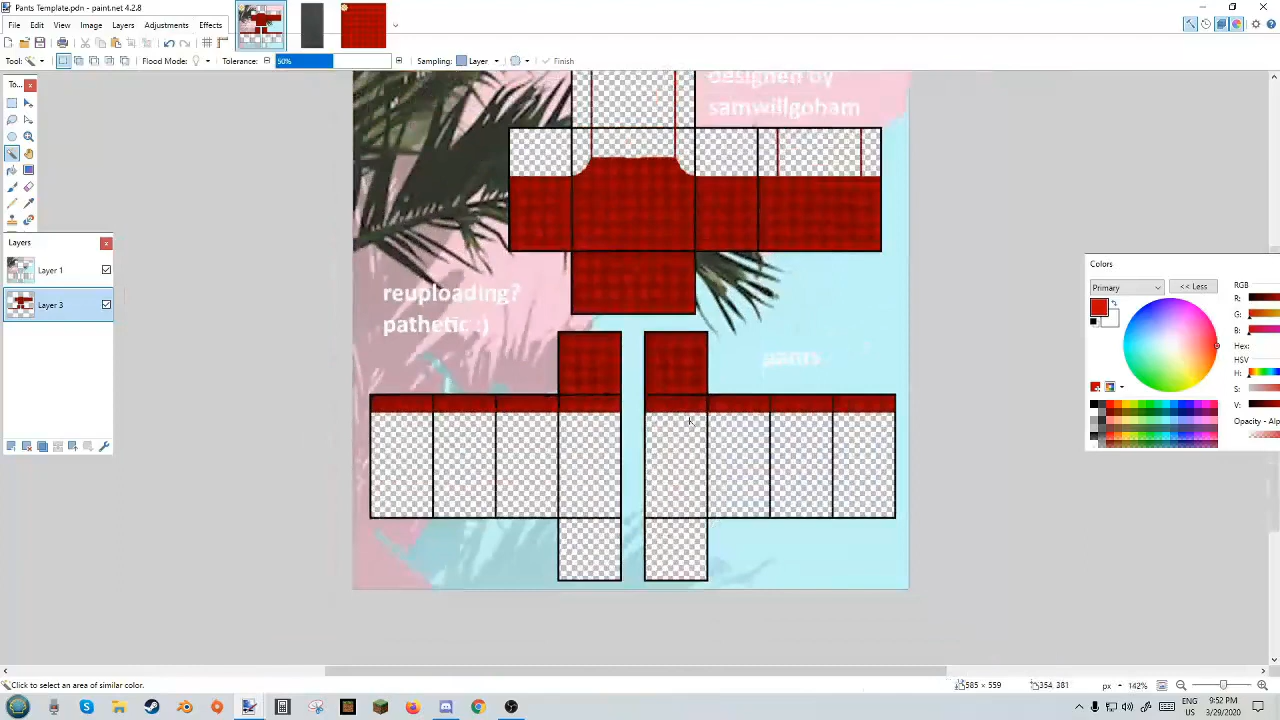 Pants Template.pdn - paint.net 4.2.8
File Edit View Image Layers Adjustments Effects
Tool: Flood Mode: Tolerance: 50% Sampling: Layer Finish
To...
designed by
samwillgoham
Layers
Layer 1
Layer 3
Colors
<< Less
RGB
R:
G:
B:
Hex:
HSV
H:
S:
V:
Opacity - Alp
reuploading?
pathetic :)
pants
Click to select an area of similar color.
585 × 559
354, 381
px
142%
ENG
US
9:52 PM
3/29/2020